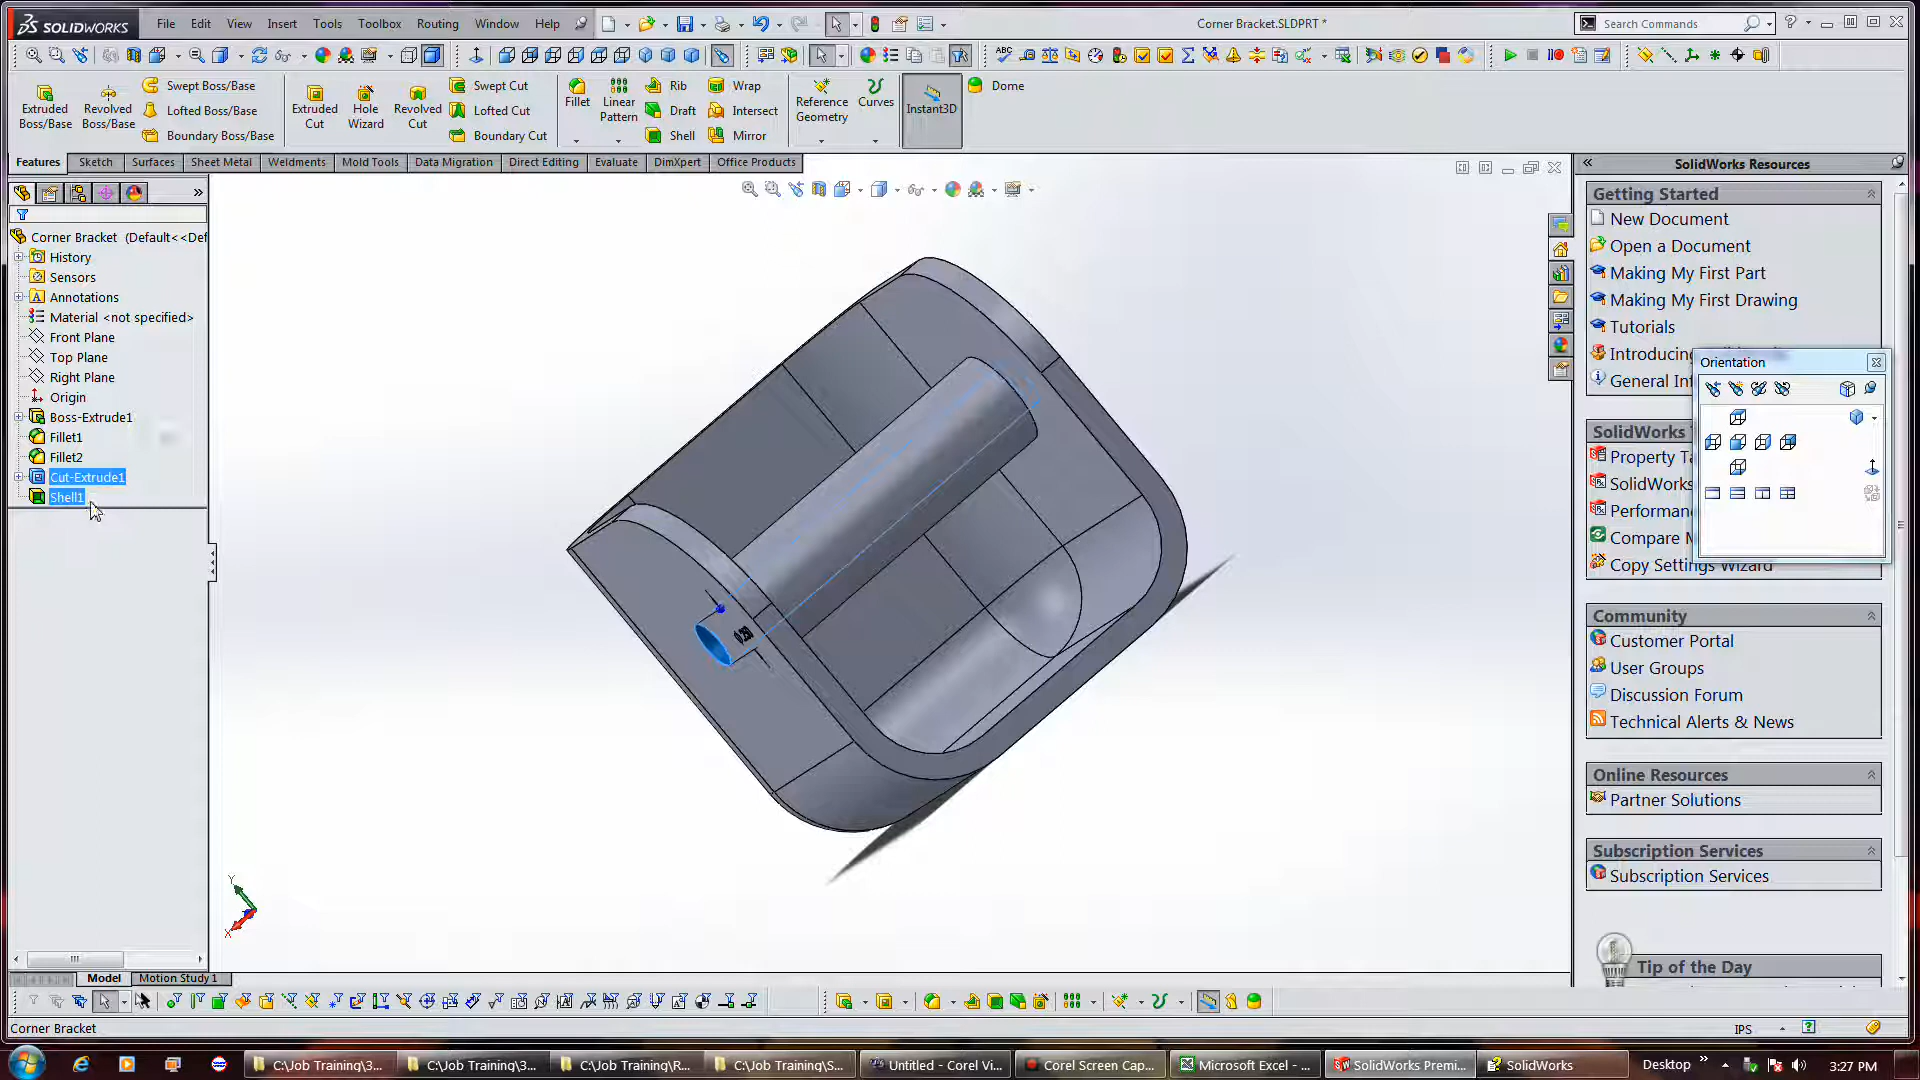 SOLIDWORKS
File Edit View Insert Tools Toolbox Routing Window Help
Corner Bracket.SLDPRT *
Search Commands
Extruded Boss/Base
Revolved Boss/Base
Swept Boss/Base
Lofted Boss/Base
Boundary Boss/Base
Extruded Cut
Hole Wizard
Revolved Cut
Swept Cut
Lofted Cut
Boundary Cut
Fillet
Linear Pattern
Rib
Draft
Shell
Wrap
Intersect
Mirror
Reference Geometry
Curves
Instant3D
Dome
Features Sketch Surfaces Sheet Metal Weldments Mold Tools Data Migration Direct Editing Evaluate DimXpert Office Products
Corner Bracket (Default<<Def
History
Sensors
Annotations
Material <not specified>
Front Plane
Top Plane
Right Plane
Origin
Boss-Extrude1
Fillet1
Fillet2
Cut-Extrude1
Shell1
Y
X
SolidWorks Resources
Getting Started
New Document
Open a Document
Making My First Part
Making My First Drawing
Tutorials
Introducing
General Inf
Orientation
SolidWorks T
Property Ta
SolidWorks
Performan
Compare M
Copy Settings Wizard
Community
Customer Portal
User Groups
Discussion Forum
Technical Alerts & News
Online Resources
Partner Solutions
Subscription Services
Subscription Services
Tip of the Day
Model Motion Study 1
Corner Bracket
IPS
C:\Job Training\3...
C:\Job Training\3...
C:\Job Training\R...
C:\Job Training\S...
Untitled - Corel Vi...
Corel Screen Cap...
Microsoft Excel - ...
SolidWorks Premi...
SolidWorks
Desktop
3:27 PM